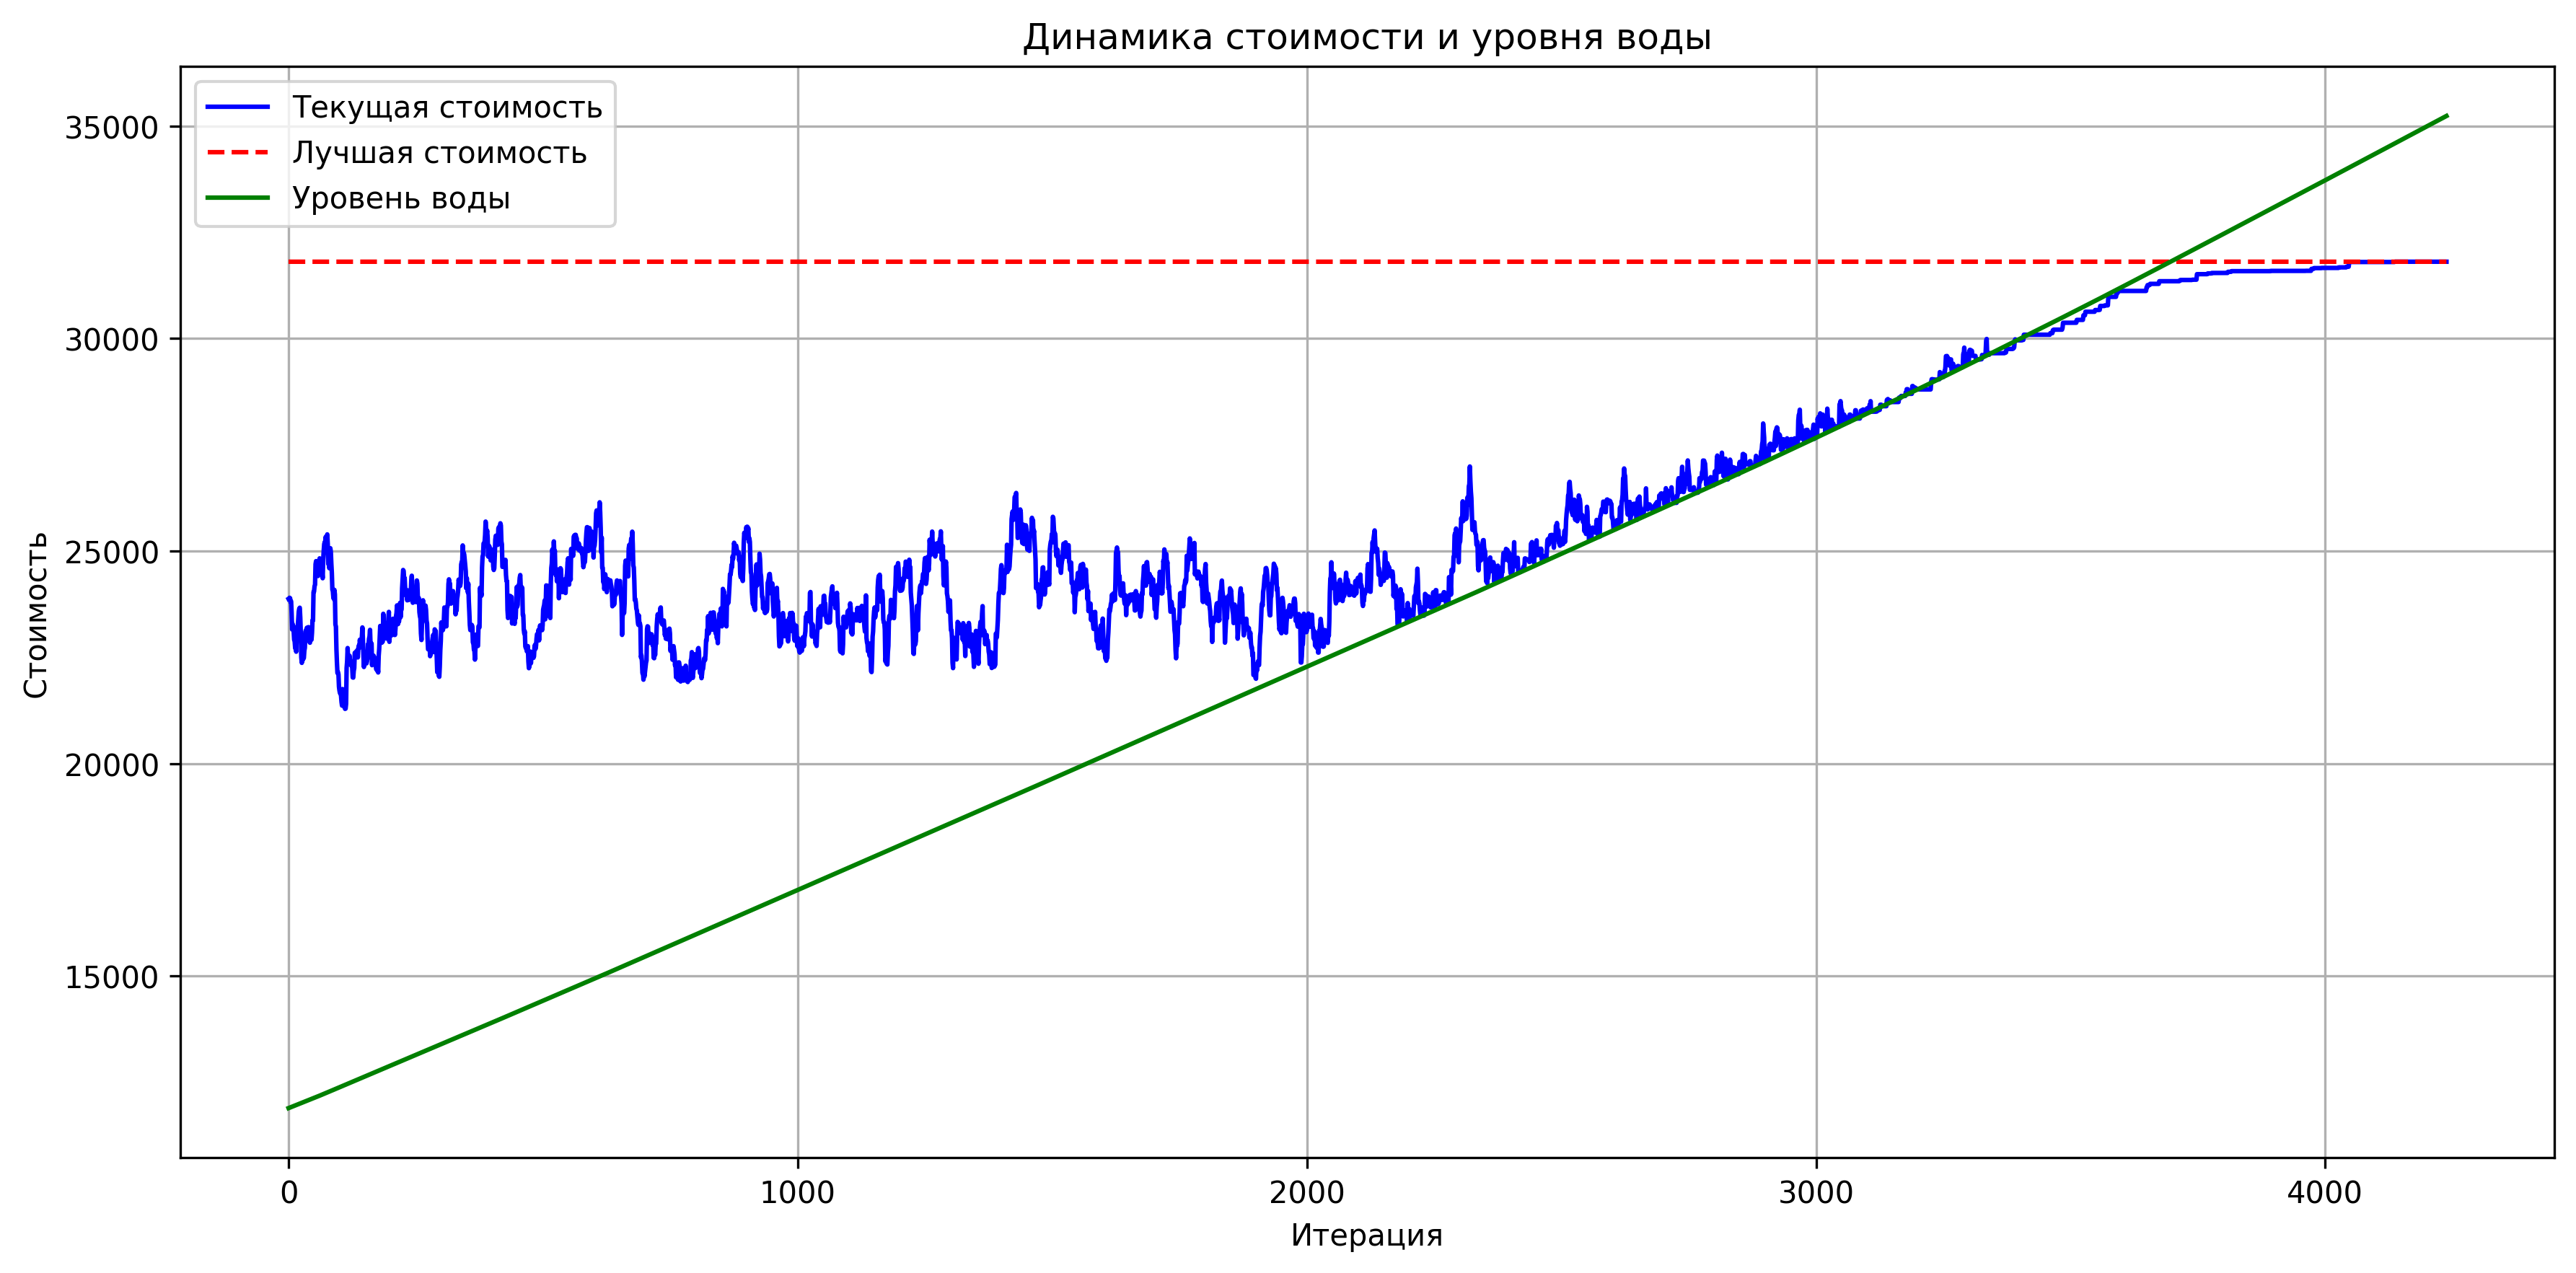 Динамика стоимости и уровня воды
Текущая стоимость
Лучшая стоимость
Уровень воды
Стоимость
35000
30000
25000
20000
15000
0 1000 2000 3000 4000
Итерация